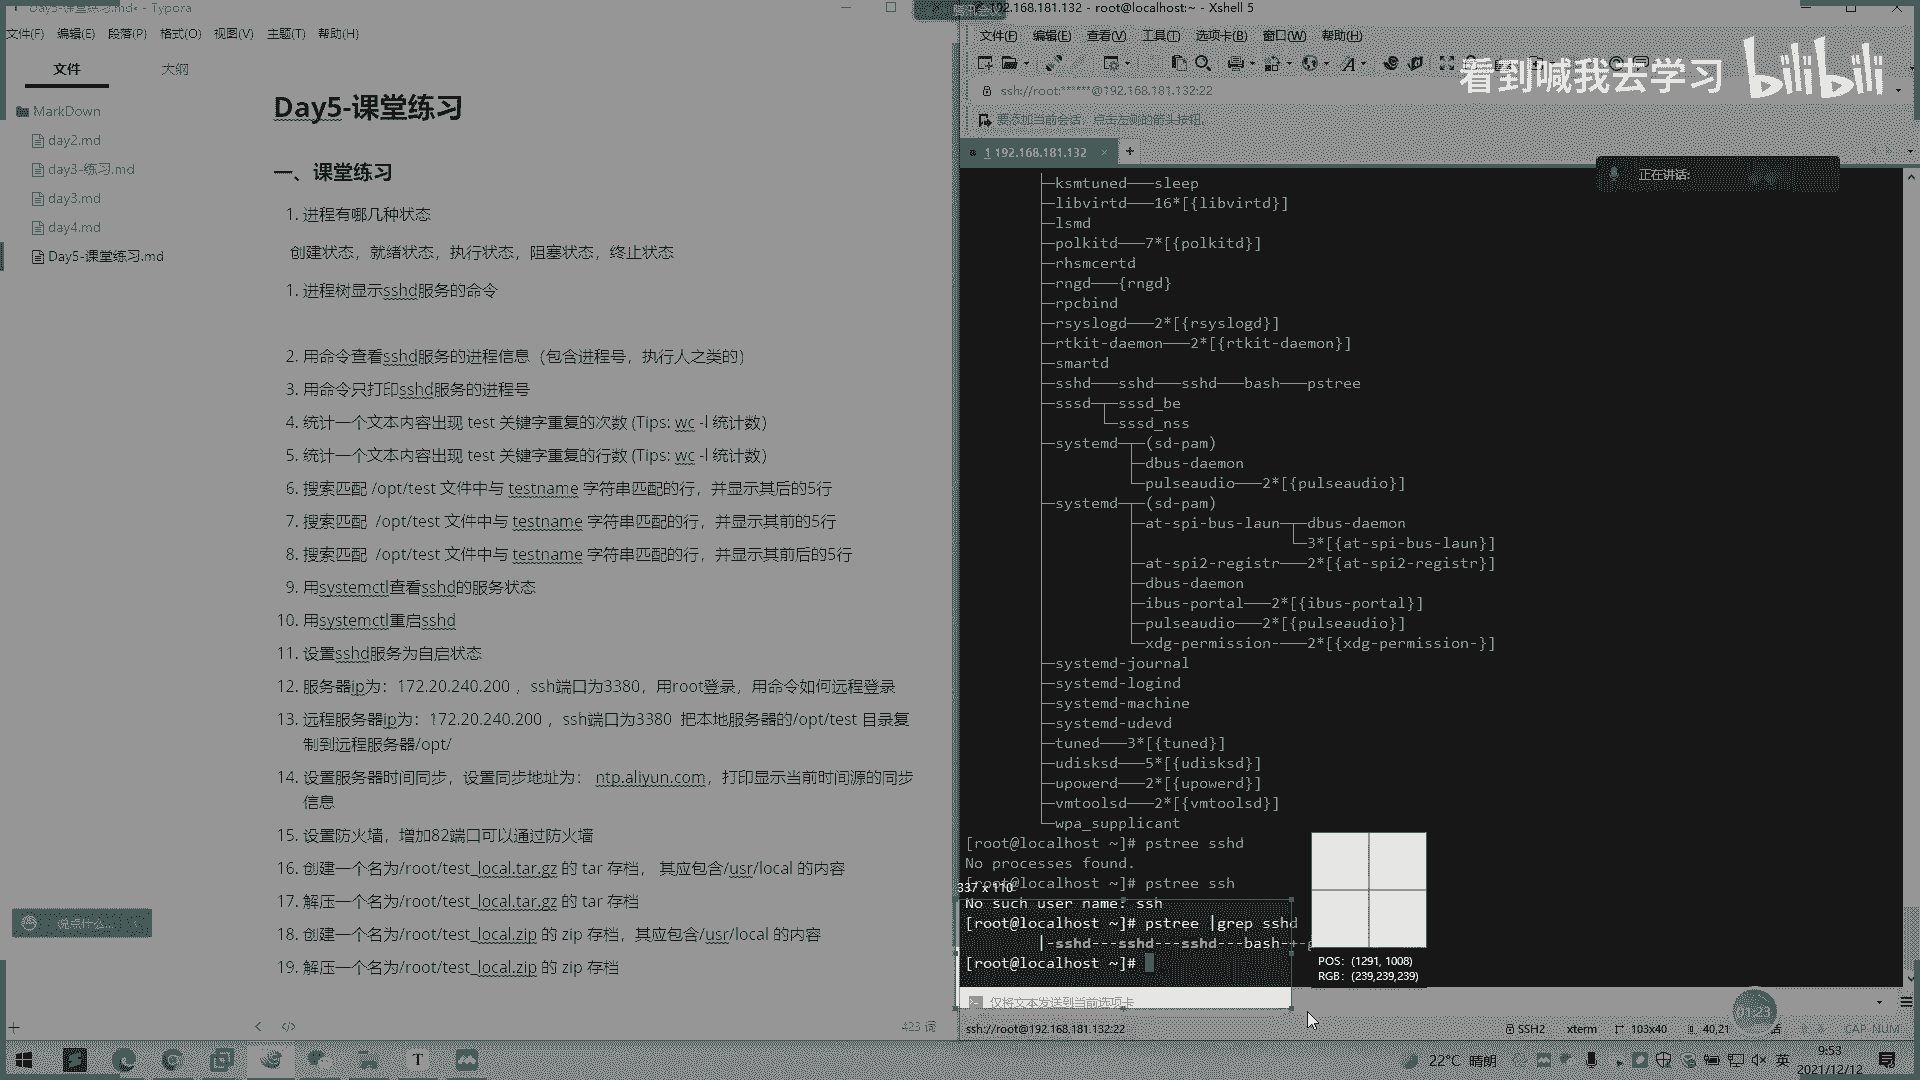 Day5-课堂练习.md• - Typora
文件(F) 编辑(E) 段落(P) 格式(O) 视图(V) 主题(T) 帮助(H)
文件 大纲
MarkDown
day2.md
day3-练习.md
day3.md
day4.md
Day5-课堂练习.md
Day5-课堂练习
一、课堂练习
1. 进程有哪几种状态
创建状态，就绪状态，执行状态，阻塞状态，终止状态
1. 进程树显示sshd服务的命令
2. 用命令查看sshd服务的进程信息（包含进程号，执行人之类的）
3. 用命令只打印sshd服务的进程号
4. 统计一个文本内容出现 test 关键字重复的次数 (Tips: wc -l 统计数)
5. 统计一个文本内容出现 test 关键字重复的行数 (Tips: wc -l 统计数)
6. 搜索匹配 /opt/test 文件中与 testname 字符串匹配的行，并显示其后的5行
7. 搜索匹配 /opt/test 文件中与 testname 字符串匹配的行，并显示其前的5行
8. 搜索匹配 /opt/test 文件中与 testname 字符串匹配的行，并显示其前后的5行
9. 用systemctl查看sshd的服务状态
10. 用systemctl重启sshd
11. 设置sshd服务为自启状态
12. 服务器ip为：172.20.240.200 ，ssh端口为3380，用root登录，用命令如何远程登录
13. 远程服务器ip为：172.20.240.200 ，ssh端口为3380 把本地服务器的/opt/test 目录复
制到远程服务器/opt/
14. 设置服务器时间同步，设置同步地址为： ntp.aliyun.com，打印显示当前时间源的同步
信息
15. 设置防火墙，增加82端口可以通过防火墙
16. 创建一个名为/root/test_local.tar.gz 的 tar 存档， 其应包含/usr/local 的内容
17. 解压一个名为/root/test_local.tar.gz 的 tar 存档
18. 创建一个名为/root/test_local.zip 的 zip 存档，其应包含/usr/local 的内容
19. 解压一个名为/root/test_local.zip 的 zip 存档
说点什么...
423 词
192.168.181.132 - root@localhost:~ - Xshell 5
文件(F) 编辑(E) 查看(V) 工具(T) 选项卡(B) 窗口(W) 帮助(H)
看到喊我去学习 bilibili
ssh://root:******@192.168.181.132:22
要添加当前会话，点击左侧的箭头按钮。
1 192.168.181.132
正在讲话:
├─ksmtuned───sleep
├─libvirtd───16*[{libvirtd}]
├─lsmd
├─polkitd───7*[{polkitd}]
├─rhsmcertd
├─rngd───{rngd}
├─rpcbind
├─rsyslogd───2*[{rsyslogd}]
├─rtkit-daemon───2*[{rtkit-daemon}]
├─smartd
├─sshd───sshd───sshd───bash───pstree
├─sssd─┬─sssd_be
│ └─sssd_nss
├─systemd─┬─(sd-pam)
│ ├─dbus-daemon
│ └─pulseaudio───2*[{pulseaudio}]
├─systemd─┬─(sd-pam)
│ ├─at-spi-bus-laun─┬─dbus-daemon
│ │ └─3*[{at-spi-bus-laun}]
│ ├─at-spi2-registr───2*[{at-spi2-registr}]
│ ├─dbus-daemon
│ ├─ibus-portal───2*[{ibus-portal}]
│ ├─pulseaudio───2*[{pulseaudio}]
│ └─xdg-permission-───2*[{xdg-permission-}]
├─systemd-journal
├─systemd-logind
├─systemd-machine
├─systemd-udevd
├─tuned───3*[{tuned}]
├─udisksd───5*[{udisksd}]
├─upowerd───2*[{upowerd}]
├─vmtoolsd───2*[{vmtoolsd}]
└─wpa_supplicant
[root@localhost ~]# pstree sshd
No processes found.
[root@localhost ~]# pstree ssh
337 x 110
No such user name: ssh
[root@localhost ~]# pstree |grep sshd
|-sshd---sshd---sshd---bash-+-g
[root@localhost ~]#
POS: (1291, 1008)
RGB: (239,239,239)
仅将文本发送到当前选项卡
01:23
ssh://root@192.168.181.132:22 SSH2 xterm 103x40 40,21 CAP NUM
22°C 晴朗 英 9:53
2021/12/12